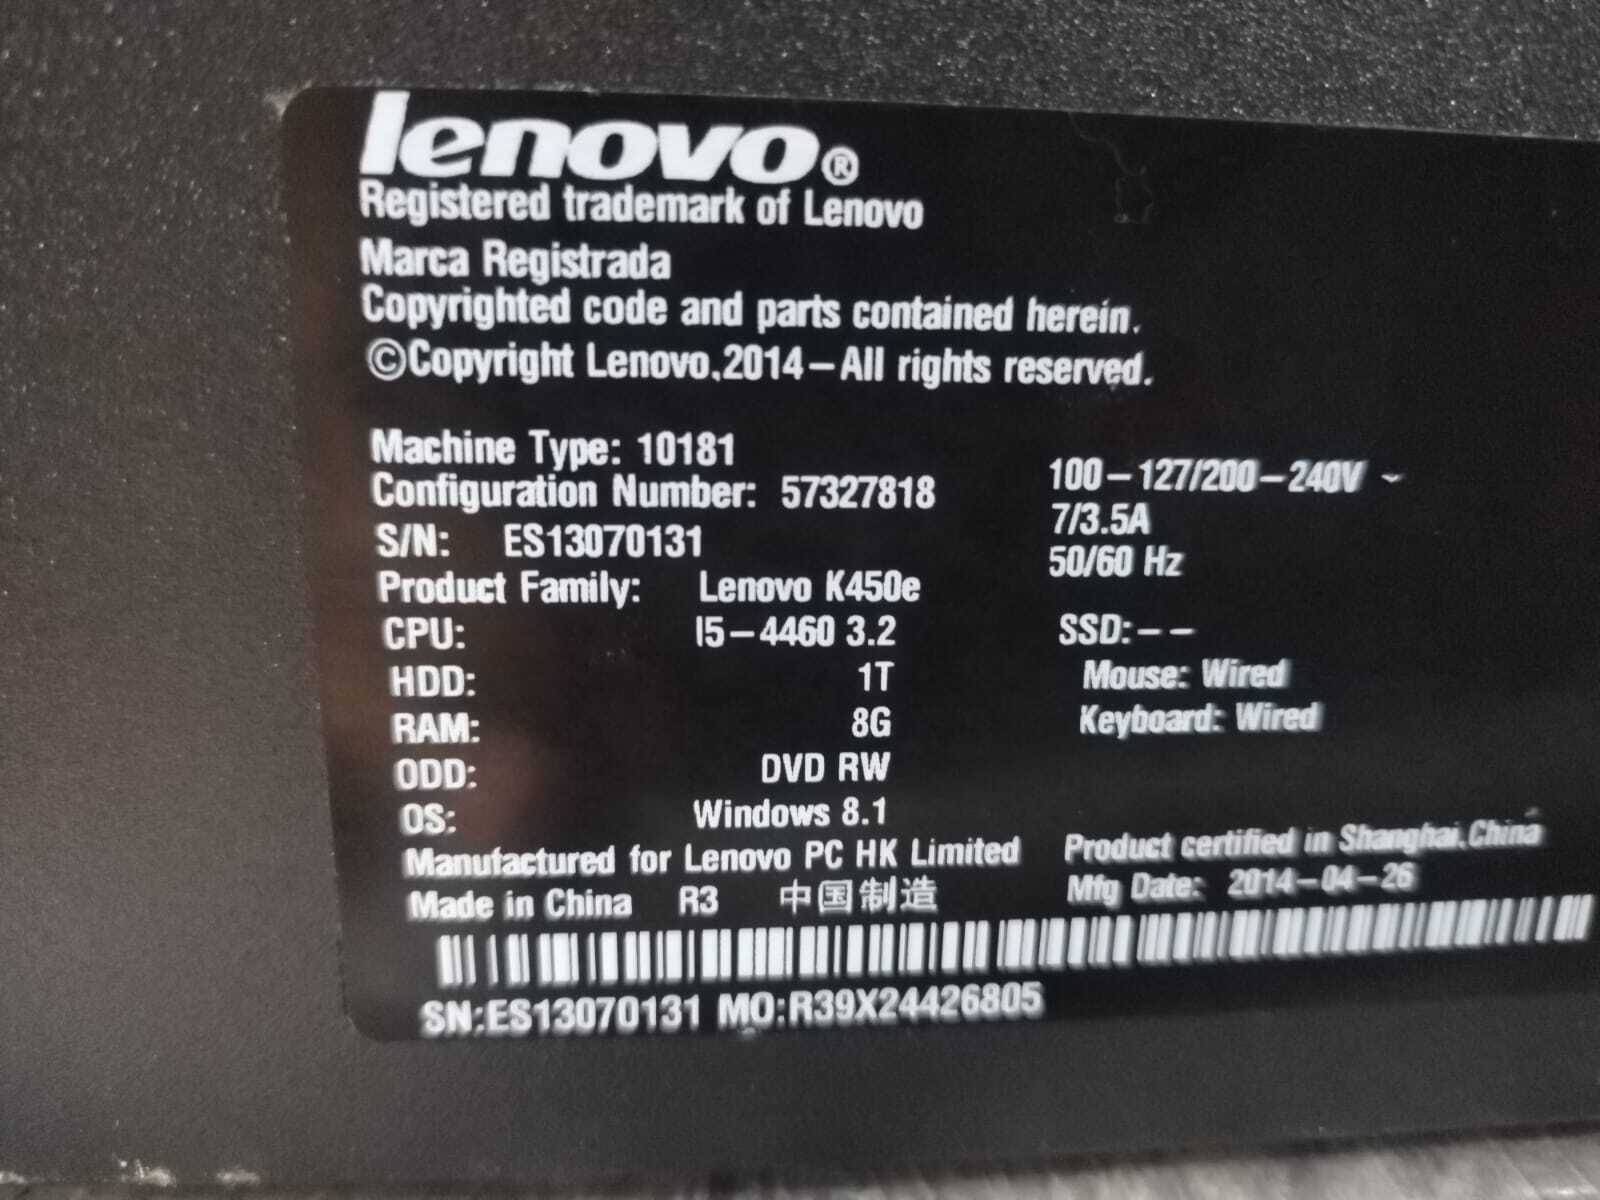 lenovo®
Registered trademark of Lenovo
Marca Registrada
Copyrighted code and parts contained herein.
©Copyright Lenovo.2014–All rights reserved.
Machine Type: 10181
Configuration Number: 57327818
S/N: ES13070131
Product Family: Lenovo K450e
CPU: I5–4460 3.2
HDD: 1T
RAM: 8G
ODD: DVD RW
OS: Windows 8.1
Manufactured for Lenovo PC HK Limited
Made in China R3 中国制造
100–127/200–240V ~
7/3.5A
50/60 Hz
SSD:––
Mouse: Wired
Keyboard: Wired
Product certified in Shanghai.China
Mfg Date: 2014–04–26
SN:ES13070131 MO:R39X24426805